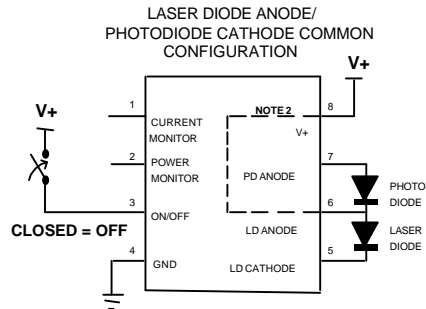 LASER DIODE ANODE/
PHOTODIODE CATHODE COMMON
CONFIGURATION
V+
V+
1
CURRENT
MONITOR
NOTE 2
8
V+
2
POWER
MONITOR
7
PD ANODE
PHOTO
DIODE
3
ON/OFF
6
CLOSED = OFF
LD ANODE
LASER
DIODE
4
GND
5
LD CATHODE